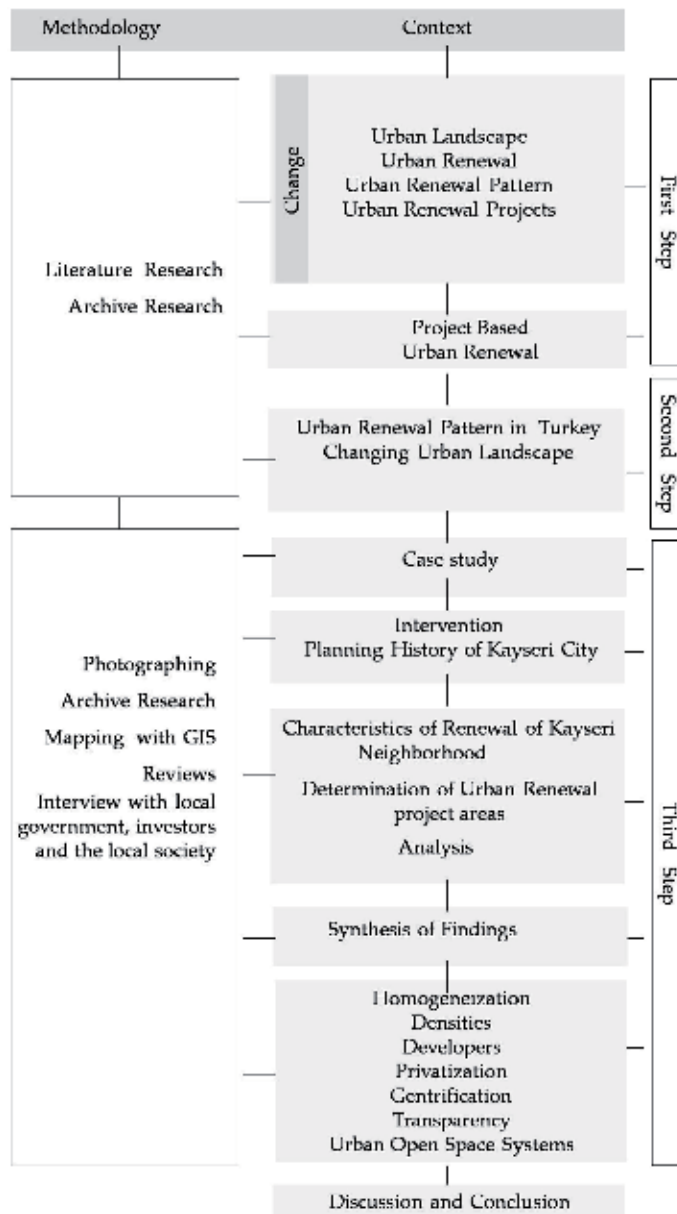 Methodology
Context
Change
Urban Landscape
Urban Renewal
Urban Renewal Pattern
Urban Renewal Projects
First Step
Literature Research
Archive Research
Project Based
Urban Renewal
Urban Renewal Pattern in Turkey
Changing Urban Landscape
Second Step
Case study
Intervention
Planning History of Kayseri City
Photographing
Archive Research
Mapping with GIS
Reviews
Interview with local
government, investors
and the local society
Characteristics of Renewal of Kayseri
Neighborhood
Determination of Urban Renewal
project areas
Analysis
Third Step
Synthesis of Findings
Homogeneization
Densities
Developers
Privatization
Gentrification
Transparency
Urban Open Space Systems
Discussion and Conclusion